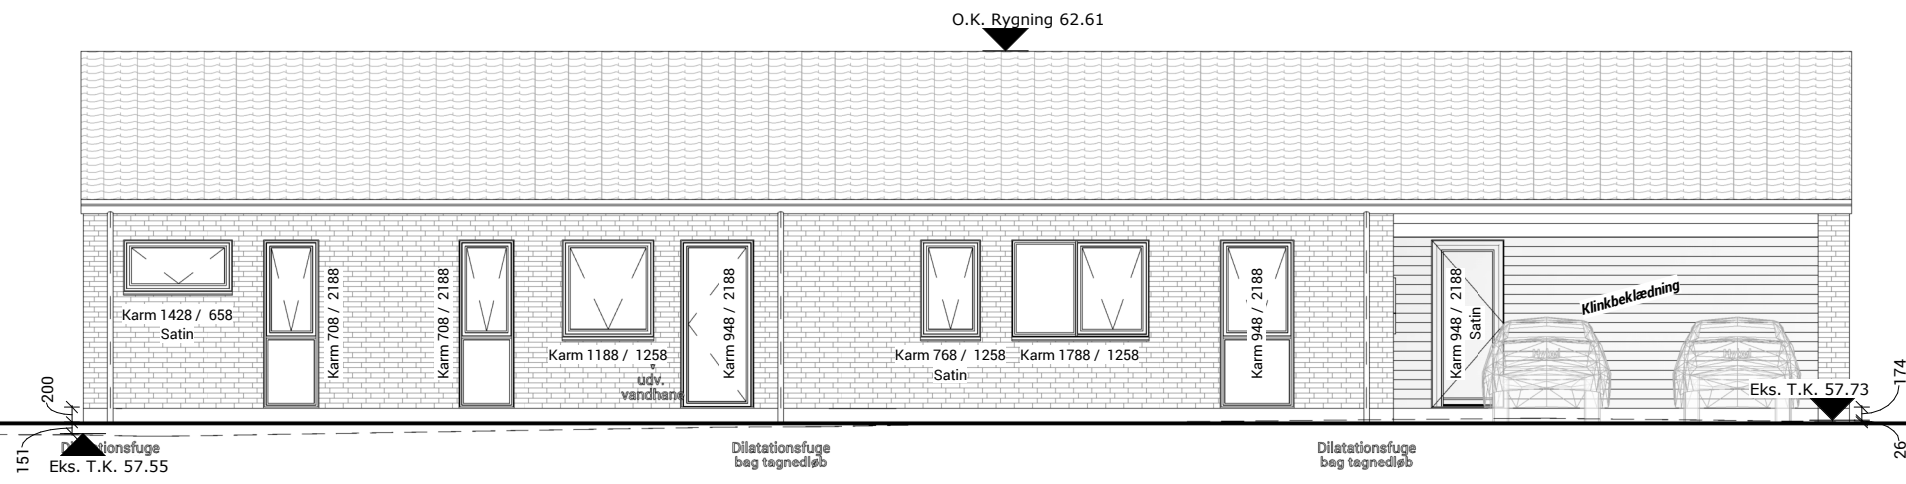 O.K. Rygning 62.61
Karm 1428 / 658
Satin
Karm 708 / 2188
Karm 708 / 2188
Karm 1188 / 1258
udv.
vandhane
Karm 948 / 2188
Karm 768 / 1258
Satin
Karm 1788 / 1258
Karm 948 / 2188
Karm 948 / 2188
Satin
Klinkbeklædning
Eks. T.K. 57.73
174
26
200
151
Dilatationsfuge
Eks. T.K. 57.55
Dilatationsfuge
bag tagnedløb
Dilatationsfuge
bag tagnedløb